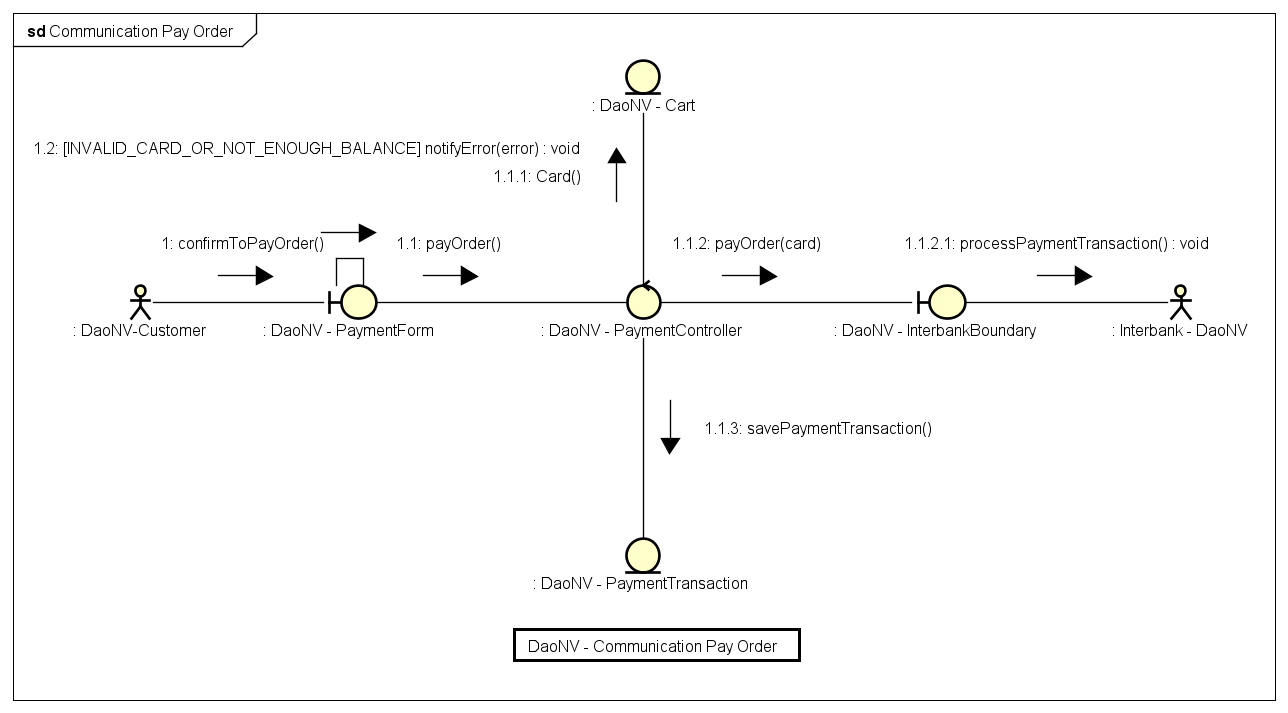 sd Communication Pay Order
: DaoNV - Cart
1.2: [INVALID_CARD_OR_NOT_ENOUGH_BALANCE] notifyError(error) : void
1.1.1: Card()
1: confirmToPayOrder()
1.1: payOrder()
1.1.2: payOrder(card)
1.1.2.1: processPaymentTransaction() : void
: DaoNV-Customer
: DaoNV - PaymentForm
: DaoNV - PaymentController
: DaoNV - InterbankBoundary
: Interbank - DaoNV
1.1.3: savePaymentTransaction()
: DaoNV - PaymentTransaction
DaoNV - Communication Pay Order